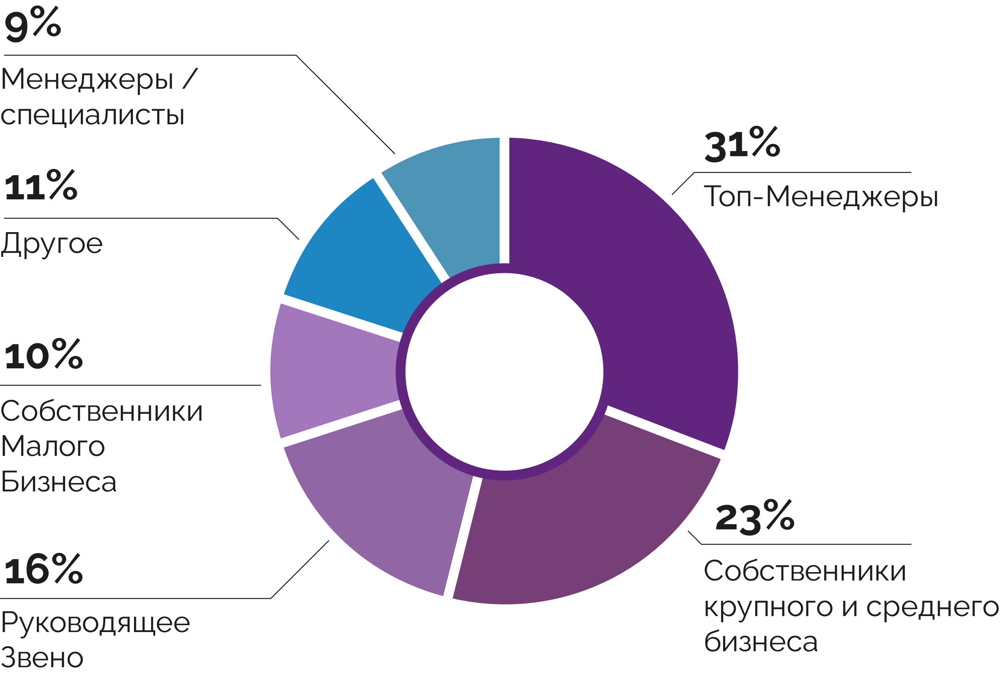 9%
Менеджеры /
специалисты
11%
Другое
10%
Собственники
Малого
Бизнеса
16%
Руководящее
Звено
31%
Топ-Менеджеры
23%
Собственники
крупного и среднего
бизнеса